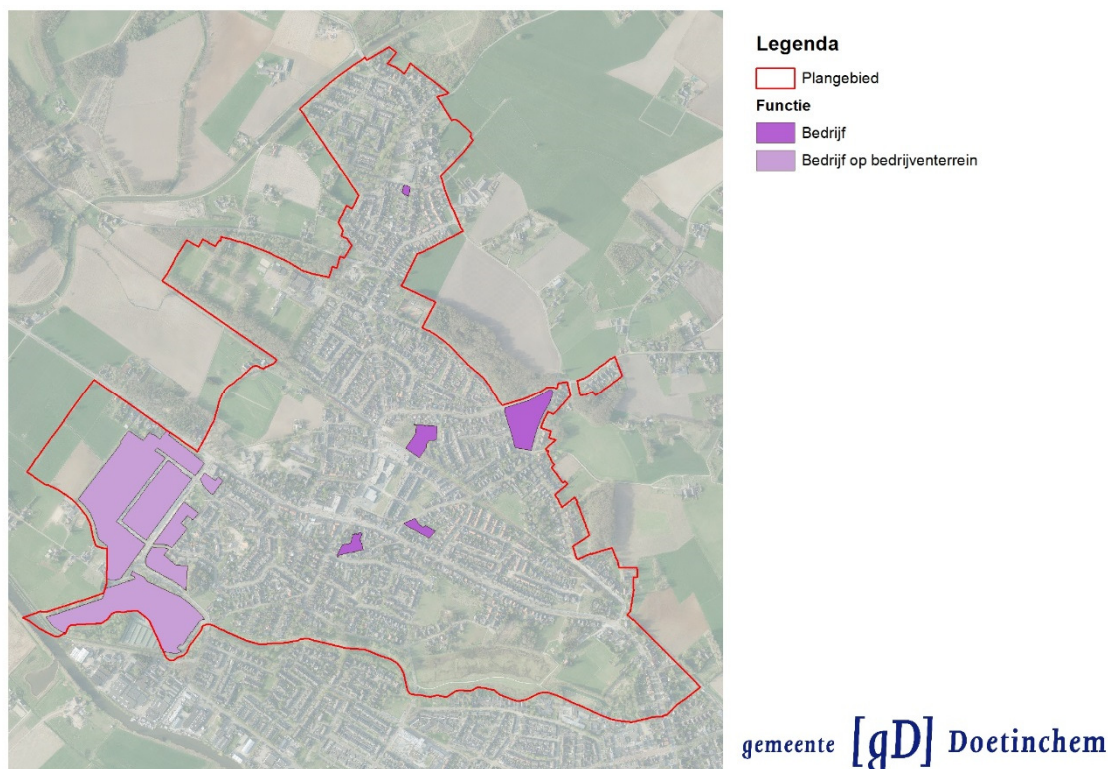 Legenda
Plangebied
Functie
Bedrijf
Bedrijf op bedrijventerrein
gemeente [gD] Doetinchem